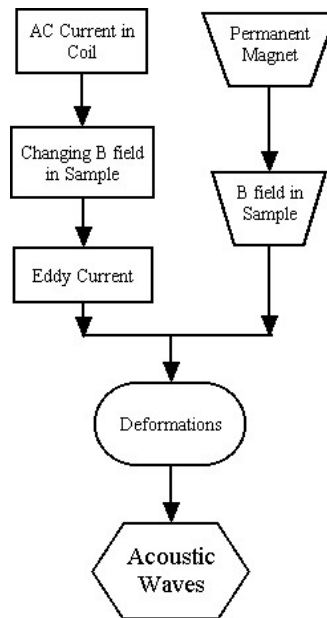 AC Current in
Coil
Permanent
Magnet
Changing B field
in Sample
B field in
Sample
Eddy Current
Deformations
Acoustic
Waves